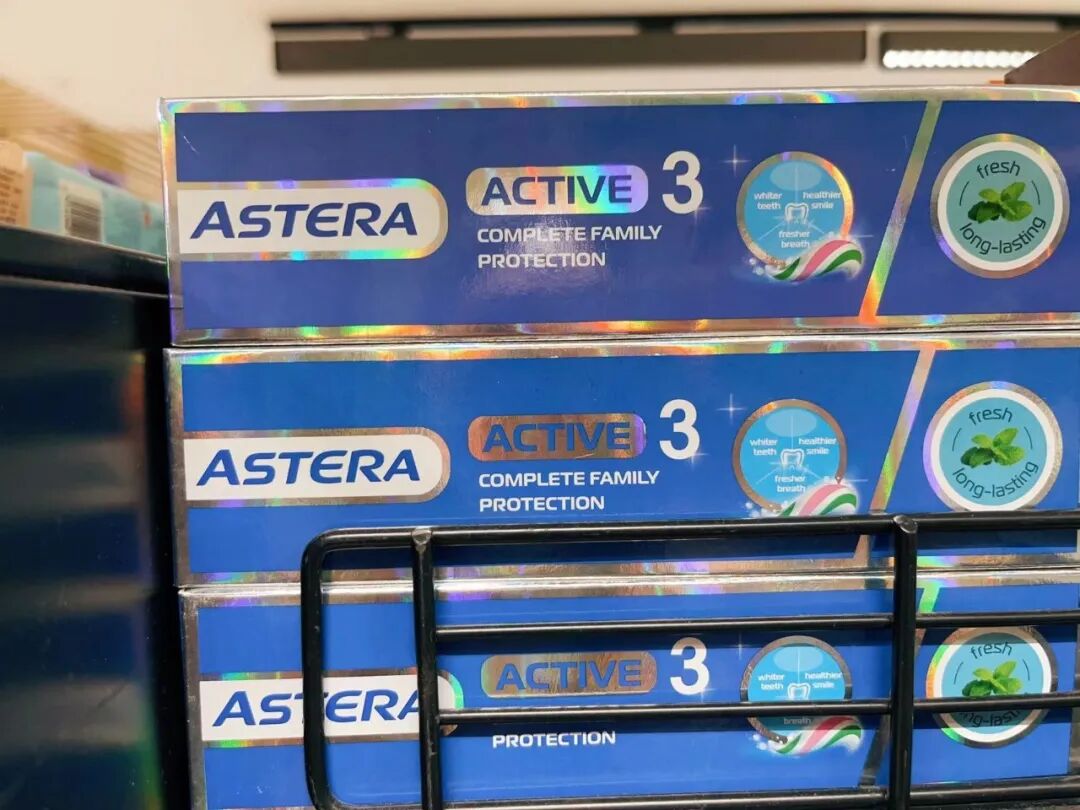 ASTERA
ACTIVE 3
COMPLETE FAMILY
PROTECTION
whiter teeth
healthier smile
fresher breath
fresh
long-lasting
ASTERA
ACTIVE 3
COMPLETE FAMILY
PROTECTION
whiter teeth
healthier smile
fresher breath
fresh
long-lasting
ASTERA
ACTIVE 3
PROTECTION
whiter teeth
healthier smile
breath
fresh